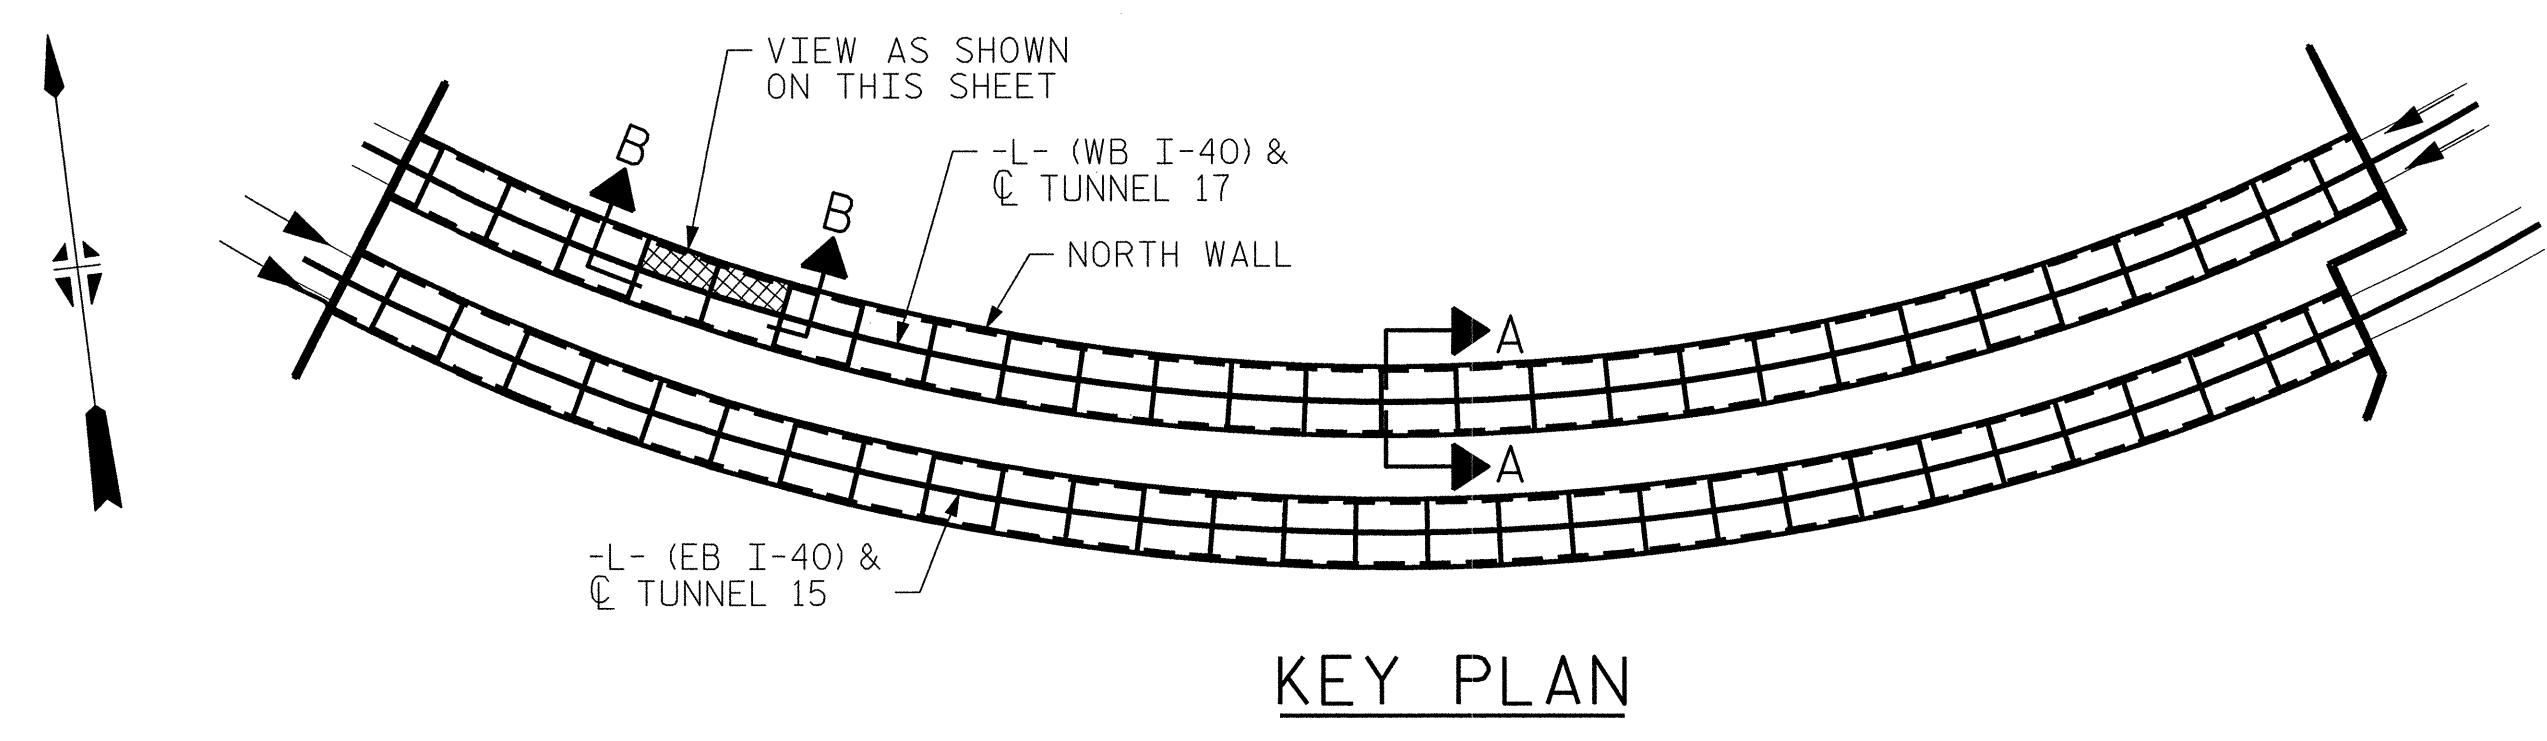 VIEW AS SHOWN
ON THIS SHEET
B
B
-L- (WB I-40) &
℄ TUNNEL 17
NORTH WALL
A
A
-L- (EB I-40) &
℄ TUNNEL 15
KEY PLAN